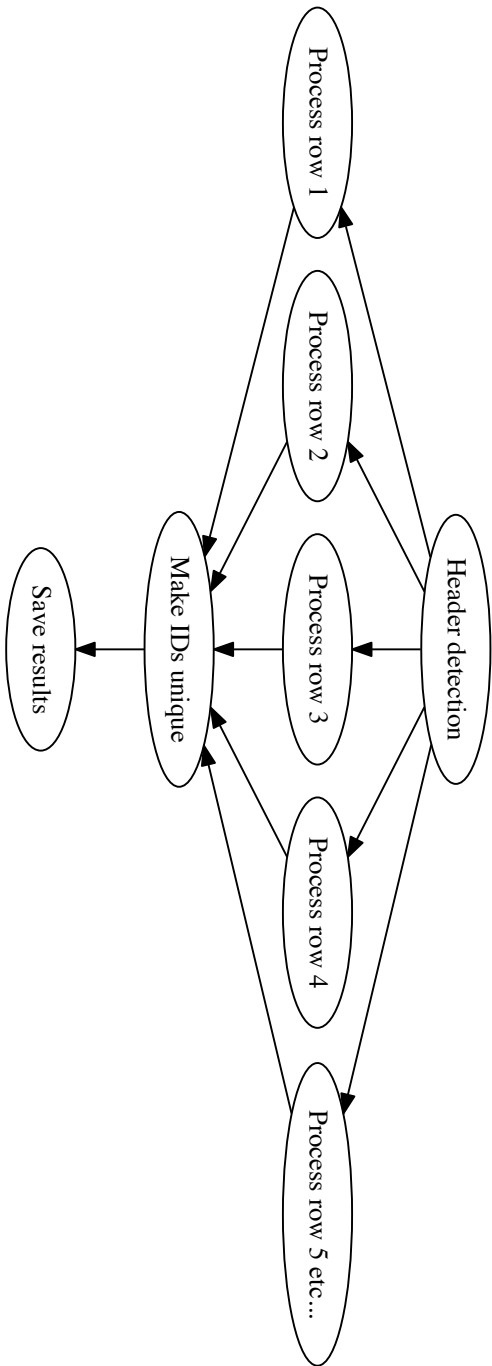 Header detection
Process row 1
Process row 2
Process row 3
Process row 4
Process row 5 etc...
Make IDs unique
Save results